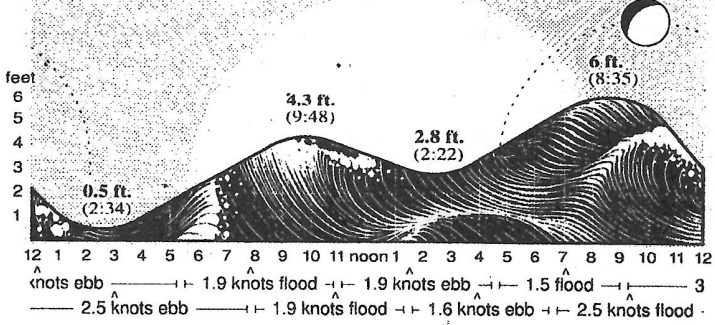 feet
6
5
4
3
2
1
0.5 ft.
(2:34)
4.3 ft.
(9:48)
2.8 ft.
(2:22)
6 ft.
(8:35)
12 1 2 3 4 5 6 7 8 9 10 11 noon 1 2 3 4 5 6 7 8 9 10 11 12
knots ebb 1.9 knots flood 1.9 knots ebb 1.5 flood 3
2.5 knots ebb 1.9 knots flood 1.6 knots ebb 2.5 knots flood